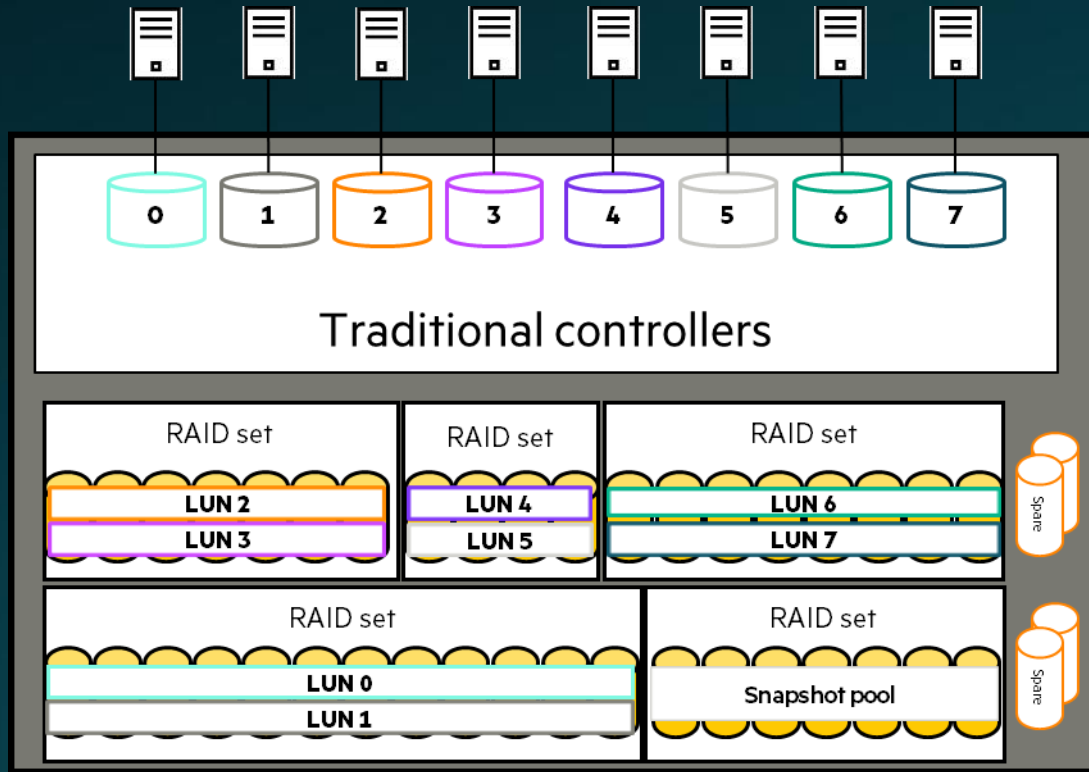 0 1 2 3 4 5 6 7
Traditional controllers
RAID set
RAID set
RAID set
LUN 2
LUN 4
LUN 6
LUN 3
LUN 5
LUN 7
Spare
RAID set
RAID set
LUN 0
LUN 1
Snapshot pool
Spare